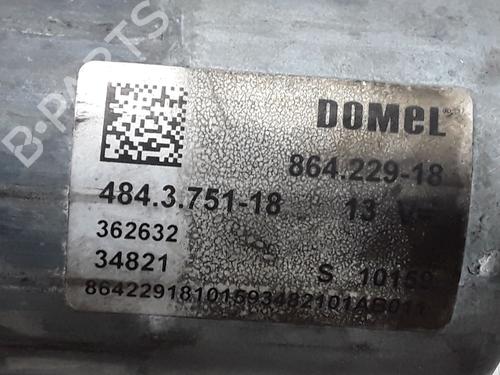 B-PARTS
DOMEL
864.229-18
484.3.751-18 13
362632
34821 S 10159
86422918101593482101AB011